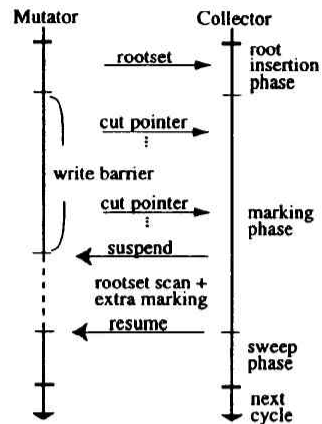 Mutator
Collector
rootset
root
insertion
phase
cut pointer
⋮
write barrier
cut pointer
⋮
marking
phase
suspend
rootset scan +
extra marking
resume
sweep
phase
next
cycle